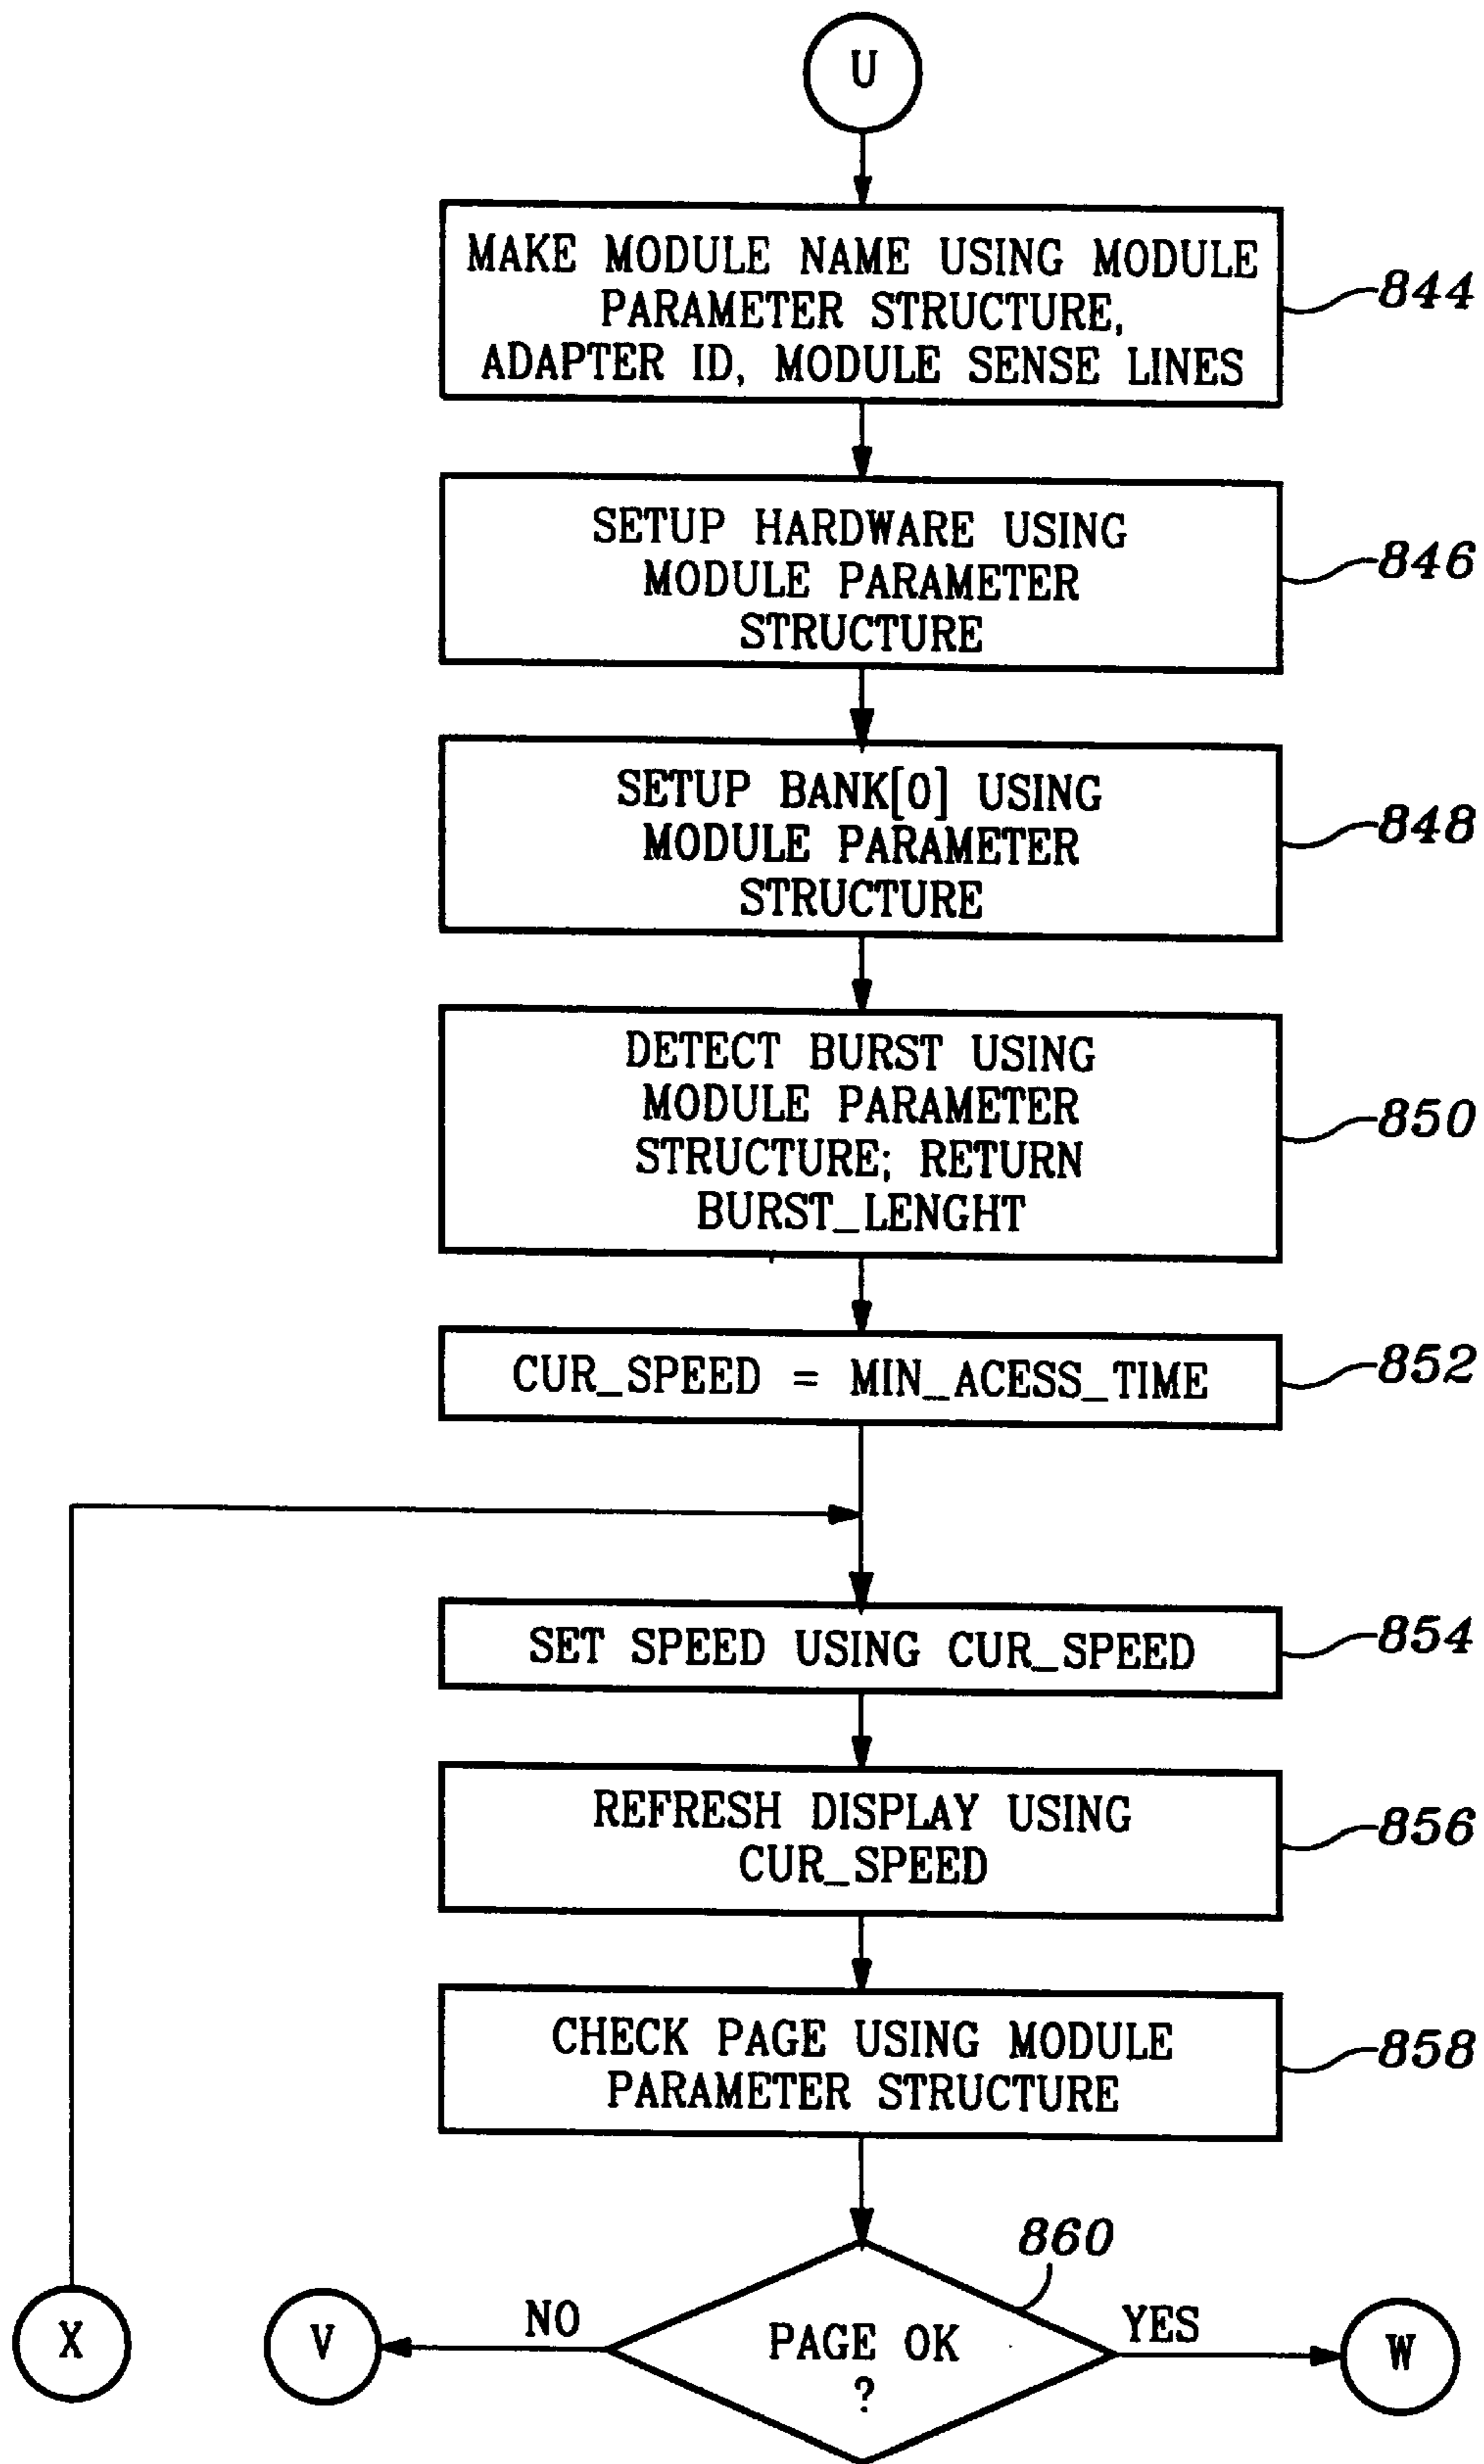 U
MAKE MODULE NAME USING MODULE
PARAMETER STRUCTURE,
ADAPTER ID, MODULE SENSE LINES
844
SETUP HARDWARE USING
MODULE PARAMETER
STRUCTURE
846
SETUP BANK[0] USING
MODULE PARAMETER
STRUCTURE
848
DETECT BURST USING
MODULE PARAMETER
STRUCTURE; RETURN
BURST_LENGHT
850
CUR_SPEED = MIN_ACESS_TIME
852
SET SPEED USING CUR_SPEED
854
REFRESH DISPLAY USING
CUR_SPEED
856
CHECK PAGE USING MODULE
PARAMETER STRUCTURE
858
860
X
V
NO
PAGE OK
?
YES
W